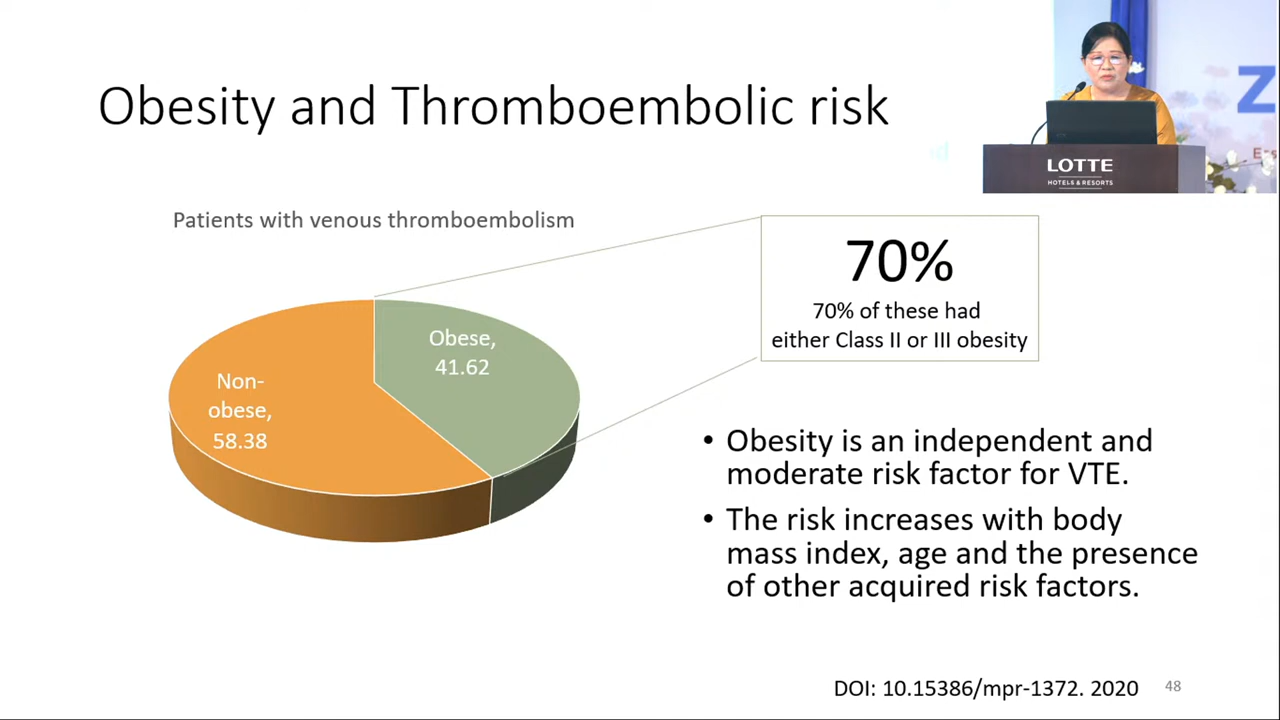 Obesity and Thromboembolic risk
LOTTE
HOTELS & RESORTS
Z
Patients with venous thromboembolism
70%
70% of these had
either Class II or III obesity
Obese,
41.62
Non-
obese,
58.38
• Obesity is an independent and
moderate risk factor for VTE.
• The risk increases with body
mass index, age and the presence
of other acquired risk factors.
DOI: 10.15386/mpr-1372. 2020
48